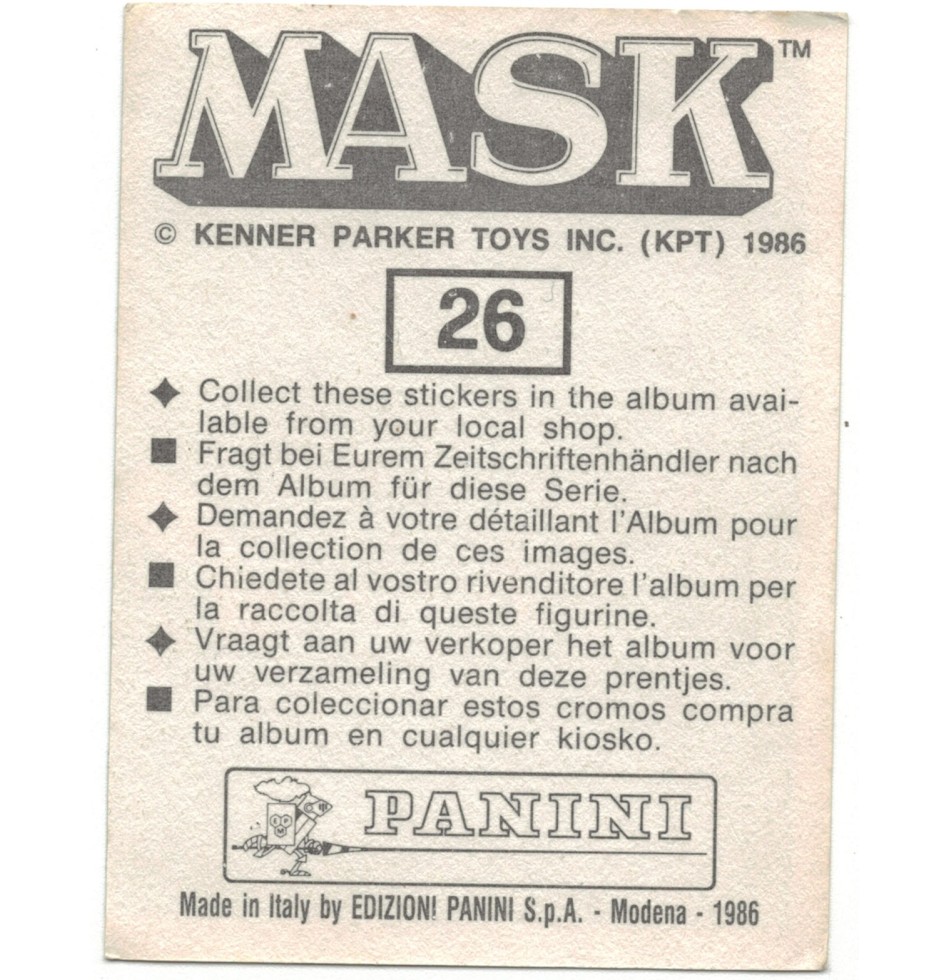 MASK™
© KENNER PARKER TOYS INC. (KPT) 1986
26
Collect these stickers in the album avai-
lable from your local shop.
Fragt bei Eurem Zeitschriftenhändler nach
dem Album für diese Serie.
Demandez à votre détaillant l'Album pour
la collection de ces images.
Chiedete al vostro rivenditore l'album per
la raccolta di queste figurine.
Vraagt aan uw verkoper het album voor
uw verzameling van deze prentjes.
Para coleccionar estos cromos compra
tu album en cualquier kiosko.
EPM
PANINI
Made in Italy by EDIZIONI PANINI S.p.A. - Modena - 1986